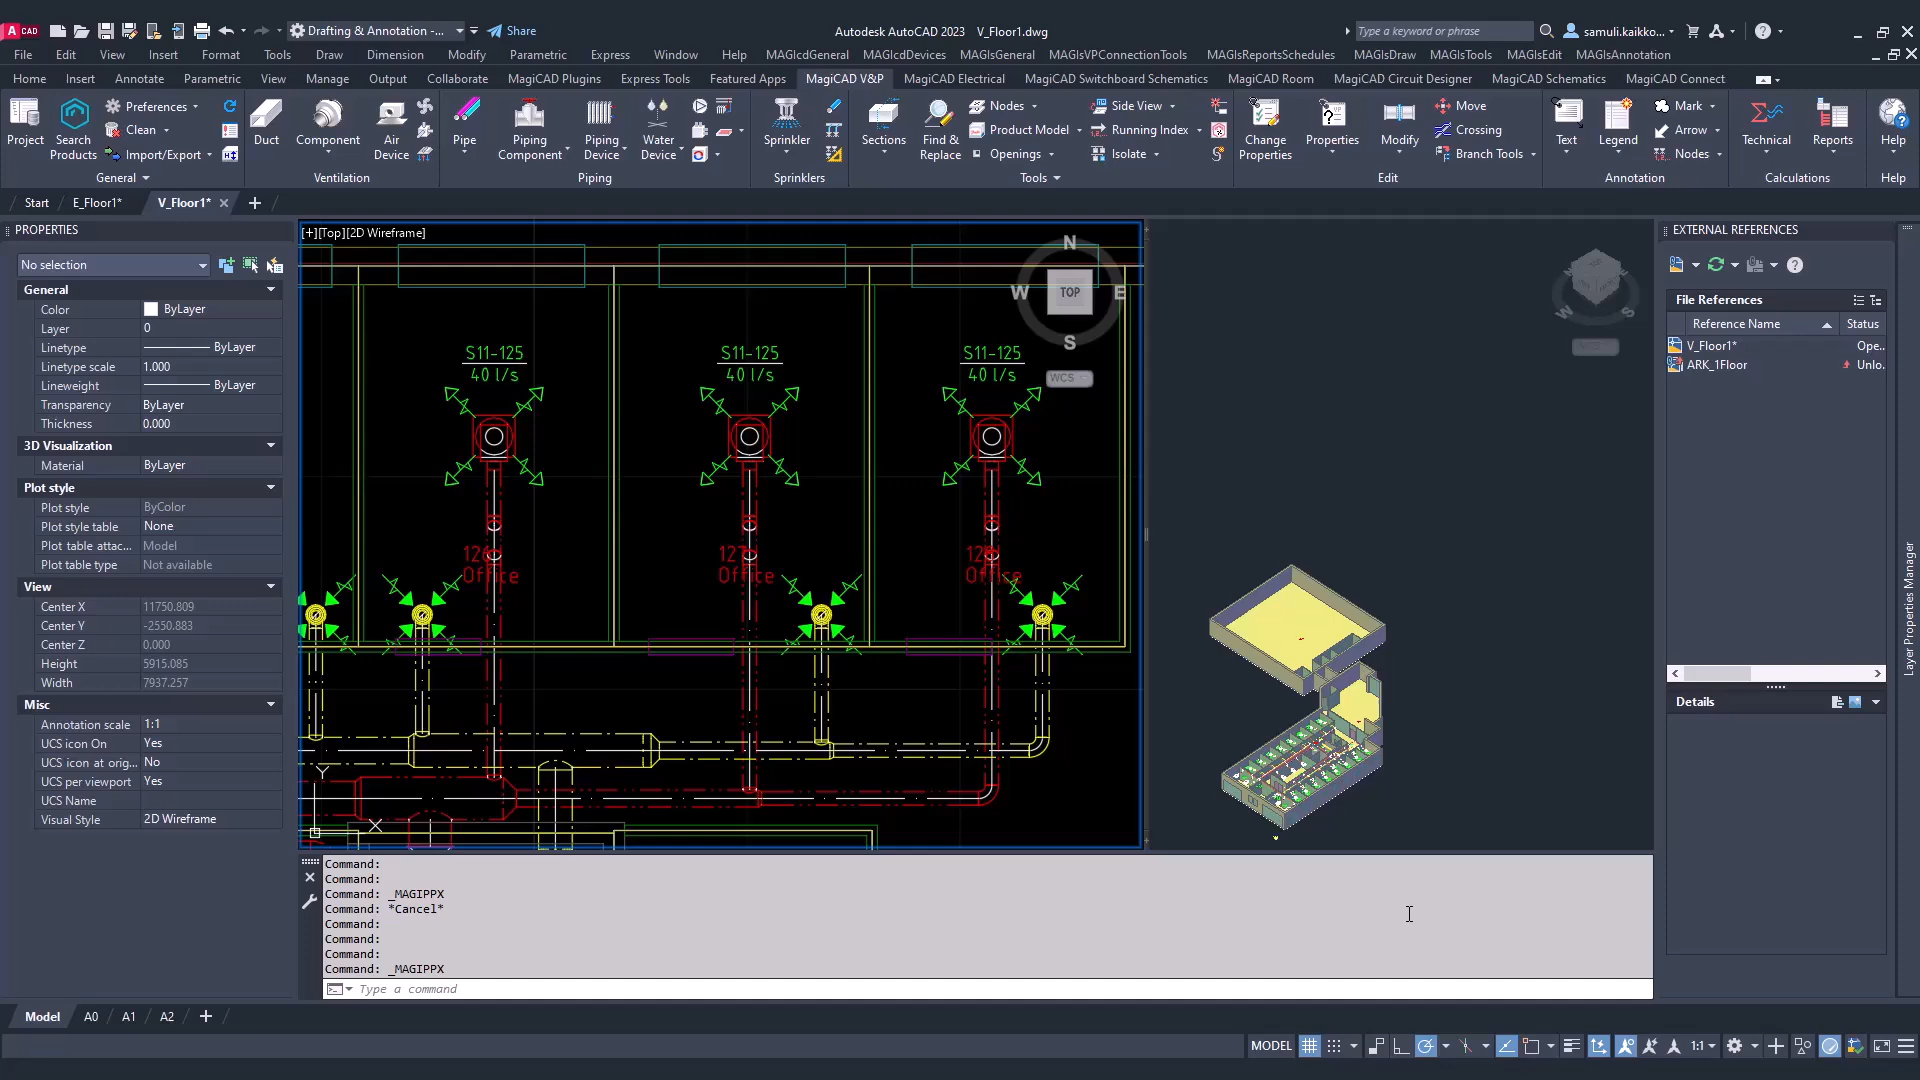 A CAD
Drafting & Annotation -...
Share
Autodesk AutoCAD 2023 V_Floor1.dwg
Type a keyword or phrase
samuli.kaikko...
File Edit View Insert Format Tools Draw Dimension Modify Parametric Express Window Help MAGIcdGeneral MAGIcdDevices MAGIsGeneral MAGIsVPConnectionTools MAGIsReportsSchedules MAGIsDraw MAGIsTools MAGIsEdit MAGIsAnnotation
Home Insert Annotate Parametric View Manage Output Collaborate MagiCAD Plugins Express Tools Featured Apps MagiCAD V&P MagiCAD Electrical MagiCAD Switchboard Schematics MagiCAD Room MagiCAD Circuit Designer MagiCAD Schematics MagiCAD Connect
Project
Search Products
Preferences
Clean
Import/Export
General
Duct
Component
Air Device
Ventilation
Pipe
Piping Component
Piping Device
Water Device
Piping
Sprinkler
Sprinklers
Sections
Find & Replace
Nodes
Product Model
Openings
Side View
Running Index
Isolate
Tools
Change Properties
Properties
Modify
Move
Crossing
Branch Tools
Edit
Text
Legend
Mark
Arrow
Nodes
Annotation
Technical
Reports
Calculations
Help
Help
Start E_Floor1* V_Floor1*
PROPERTIES
No selection
General
Color ByLayer
Layer 0
Linetype ByLayer
Linetype scale 1.000
Lineweight ByLayer
Transparency ByLayer
Thickness 0.000
3D Visualization
Material ByLayer
Plot style
Plot style ByColor
Plot style table None
Plot table attac... Model
Plot table type Not available
View
Center X 11750.809
Center Y -2550.883
Center Z 0.000
Height 5915.085
Width 7937.257
Misc
Annotation scale 1:1
UCS icon On Yes
UCS icon at orig... No
UCS per viewport Yes
UCS Name
Visual Style 2D Wireframe
[+][Top][2D Wireframe]
N
W TOP E
S
WCS
S11-125
40 l/s
S11-125
40 l/s
S11-125
40 l/s
126
Office
127
Office
Office
Y
X
W S
EXTERNAL REFERENCES
File References
Reference Name Status
V_Floor1* Ope..
ARK_1Floor Unlo.
Details
Layer Properties Manager
Command:
Command:
Command: _MAGIPPX
Command: *Cancel*
Command:
Command:
Command:
Command: _MAGIPPX
Type a command
Model A0 A1 A2
MODEL
1:1